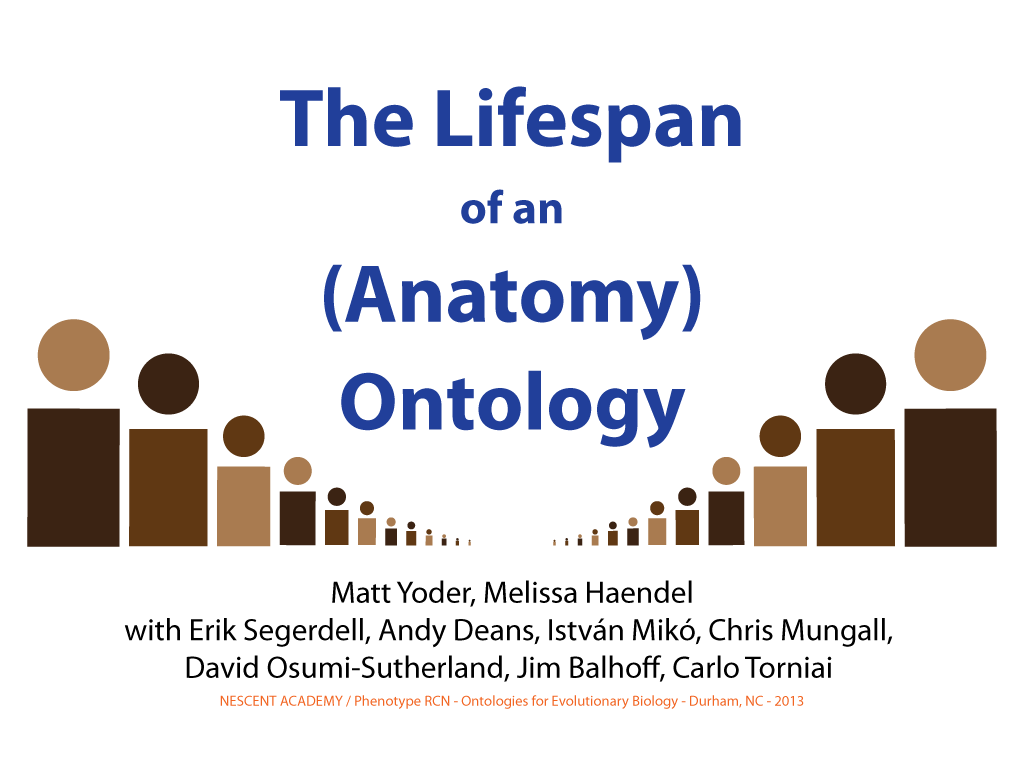 The Lifespan
of an
(Anatomy)
Ontology
Matt Yoder, Melissa Haendel
with Erik Segerdell, Andy Deans, István Mikó, Chris Mungall,
David Osumi-Sutherland, Jim Balhoff, Carlo Torniai
NESCENT ACADEMY / Phenotype RCN - Ontologies for Evolutionary Biology - Durham, NC - 2013